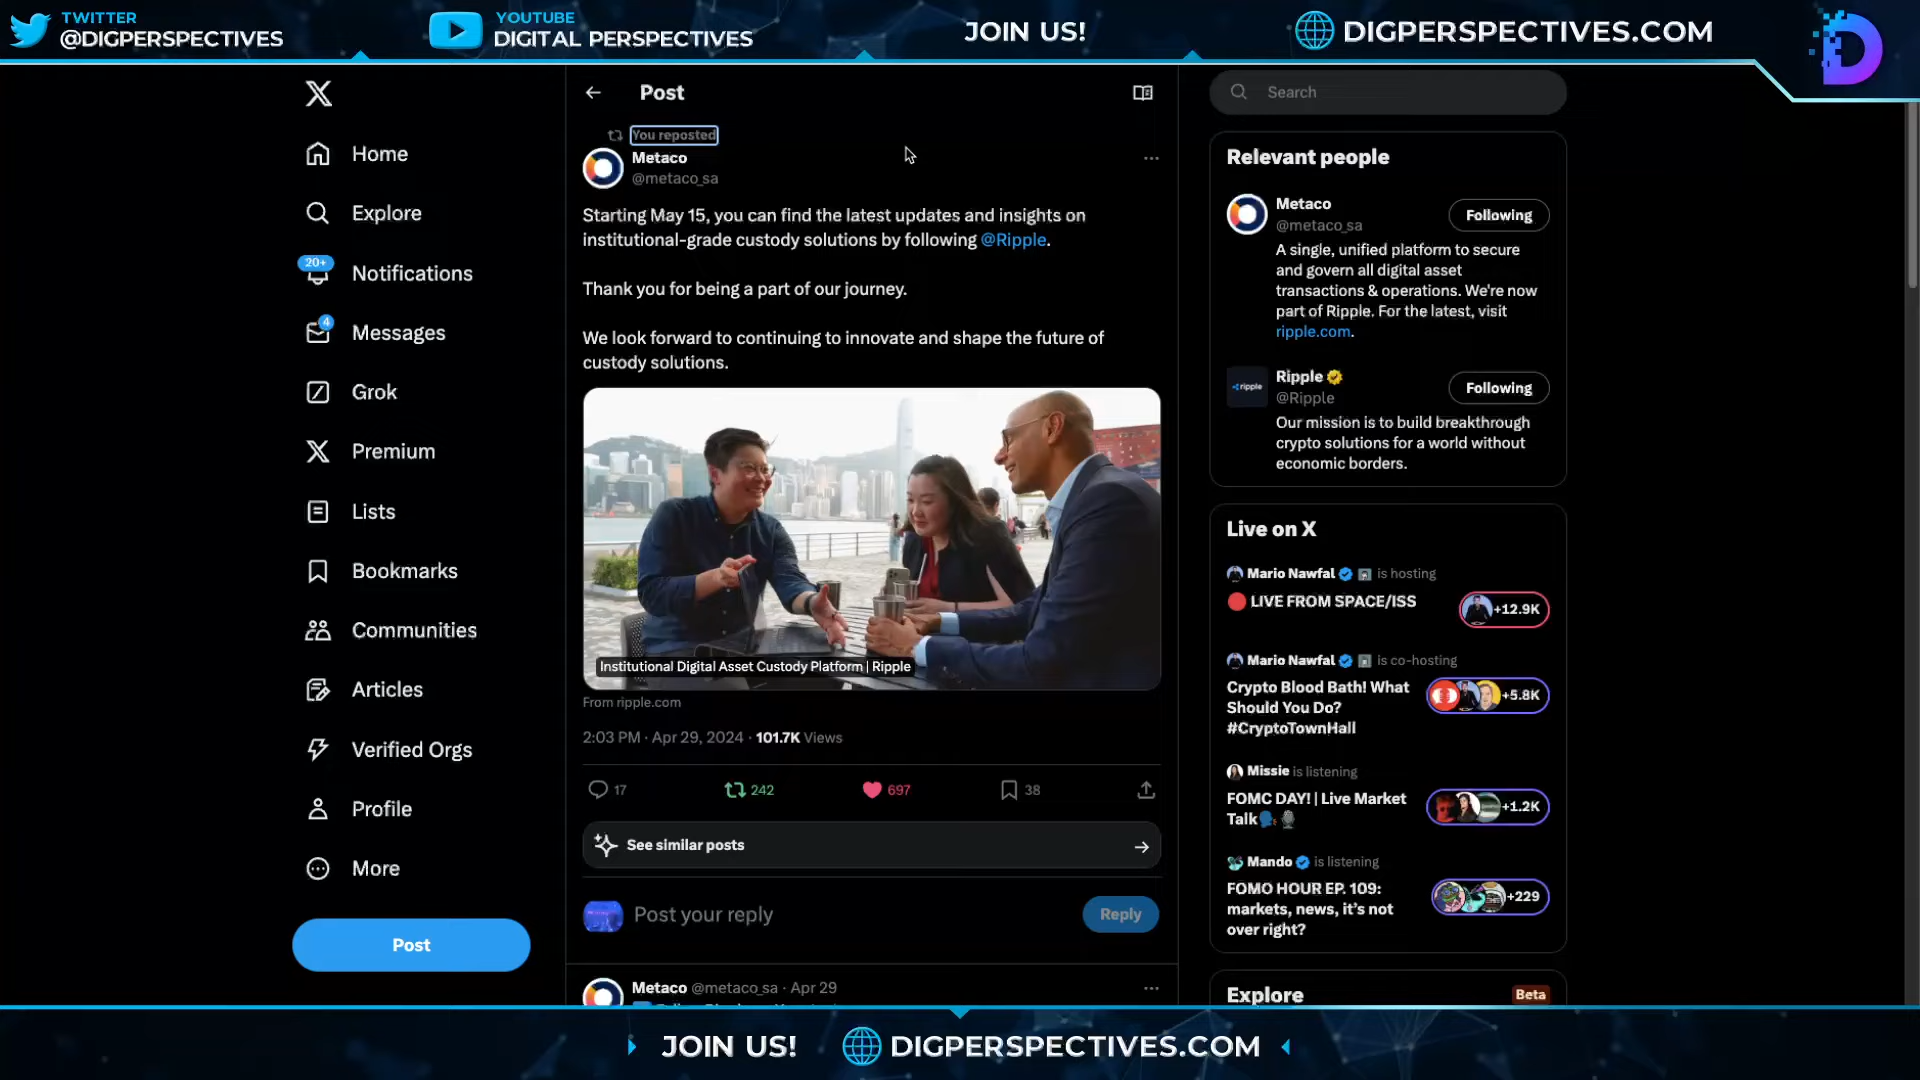 TWITTER
@DIGPERSPECTIVES
YOUTUBE
DIGITAL PERSPECTIVES
JOIN US!
DIGPERSPECTIVES.COM
Home
Explore
20+
Notifications
4
Messages
Grok
Premium
Lists
Bookmarks
Communities
Articles
Verified Orgs
Profile
More
Post
Post
You reposted
Metaco
@metaco_sa
Starting May 15, you can find the latest updates and insights on
institutional-grade custody solutions by following @Ripple.
Thank you for being a part of our journey.
We look forward to continuing to innovate and shape the future of
custody solutions.
Institutional Digital Asset Custody Platform | Ripple
From ripple.com
2:03 PM · Apr 29, 2024 · 101.7K Views
17
242
697
38
See similar posts
Post your reply
Reply
Metaco @metaco_sa · Apr 29
Search
Relevant people
Metaco
@metaco_sa
Following
A single, unified platform to secure
and govern all digital asset
transactions & operations. We're now
part of Ripple. For the latest, visit
ripple.com.
ripple
Ripple
@Ripple
Following
Our mission is to build breakthrough
crypto solutions for a world without
economic borders.
Live on X
Mario Nawfal is hosting
LIVE FROM SPACE/ISS
+12.9K
Mario Nawfal is co-hosting
Crypto Blood Bath! What
Should You Do?
#CryptoTownHall
+5.8K
Missie is listening
FOMC DAY! | Live Market
Talk
+1.2K
Mando is listening
FOMO HOUR EP. 109:
markets, news, it's not
over right?
+229
Explore
Beta
JOIN US!
DIGPERSPECTIVES.COM